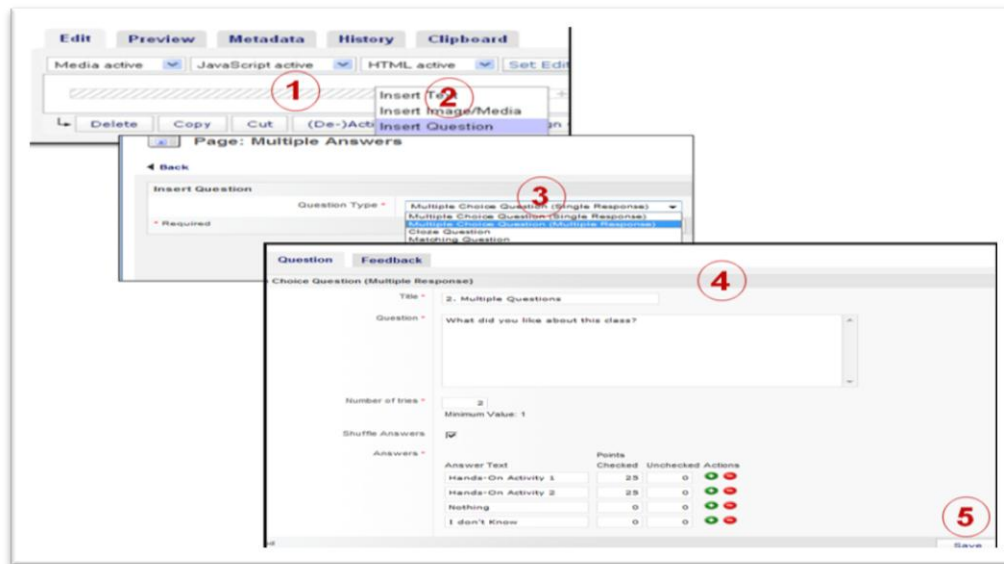 Edit Preview Metadata History Clipboard
Media active JavaScript active HTML active Set Edit
1
2
Insert Text
Insert Image/Media
Insert Question
Delete Copy Cut
Page: Multiple Answers
Back
Insert Question
3
Question Type * Multiple Choice Question (Single Response)
* Required
Multiple Choice Question (Single Response)
Multiple Choice Question (Multiple Response)
Cloze Question
Matching Question
Question Feedback
4
Choice Question (Multiple Response)
Title * 2. Multiple Questions
Question * What did you like about this class?
Number of tries * 2
Minimum Value: 1
Shuffle Answers
Answers * Points
Answer Text Checked Unchecked Actions
Hands-On Activity 1 25 0
Hands-On Activity 2 25 0
Nothing 0 0
I don't Know 0 0
5
Save